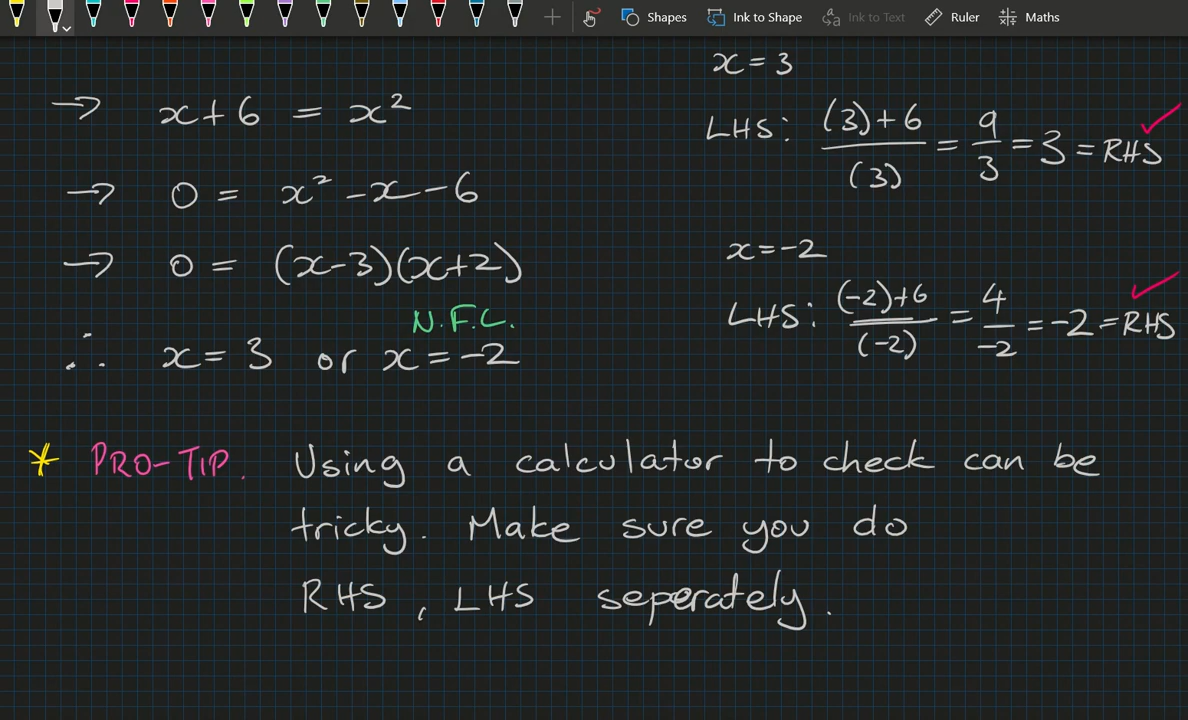 Shapes Ink to Shape Ink to Text Ruler Maths
→ x+6 = x²
→ 0 = x² -x-6
→ 0 = (x-3)(x+2)
N.F.C.
∴ x=3 or x=-2
x=3
LHS: (3)+6/(3) = 9/3 = 3 = RHS ✓
x=-2
LHS: (-2)+6/(-2) = 4/-2 = -2 = RHS ✓
* PRO-TIP. Using a calculator to check can be
tricky. Make sure you do
RHS, LHS seperately.